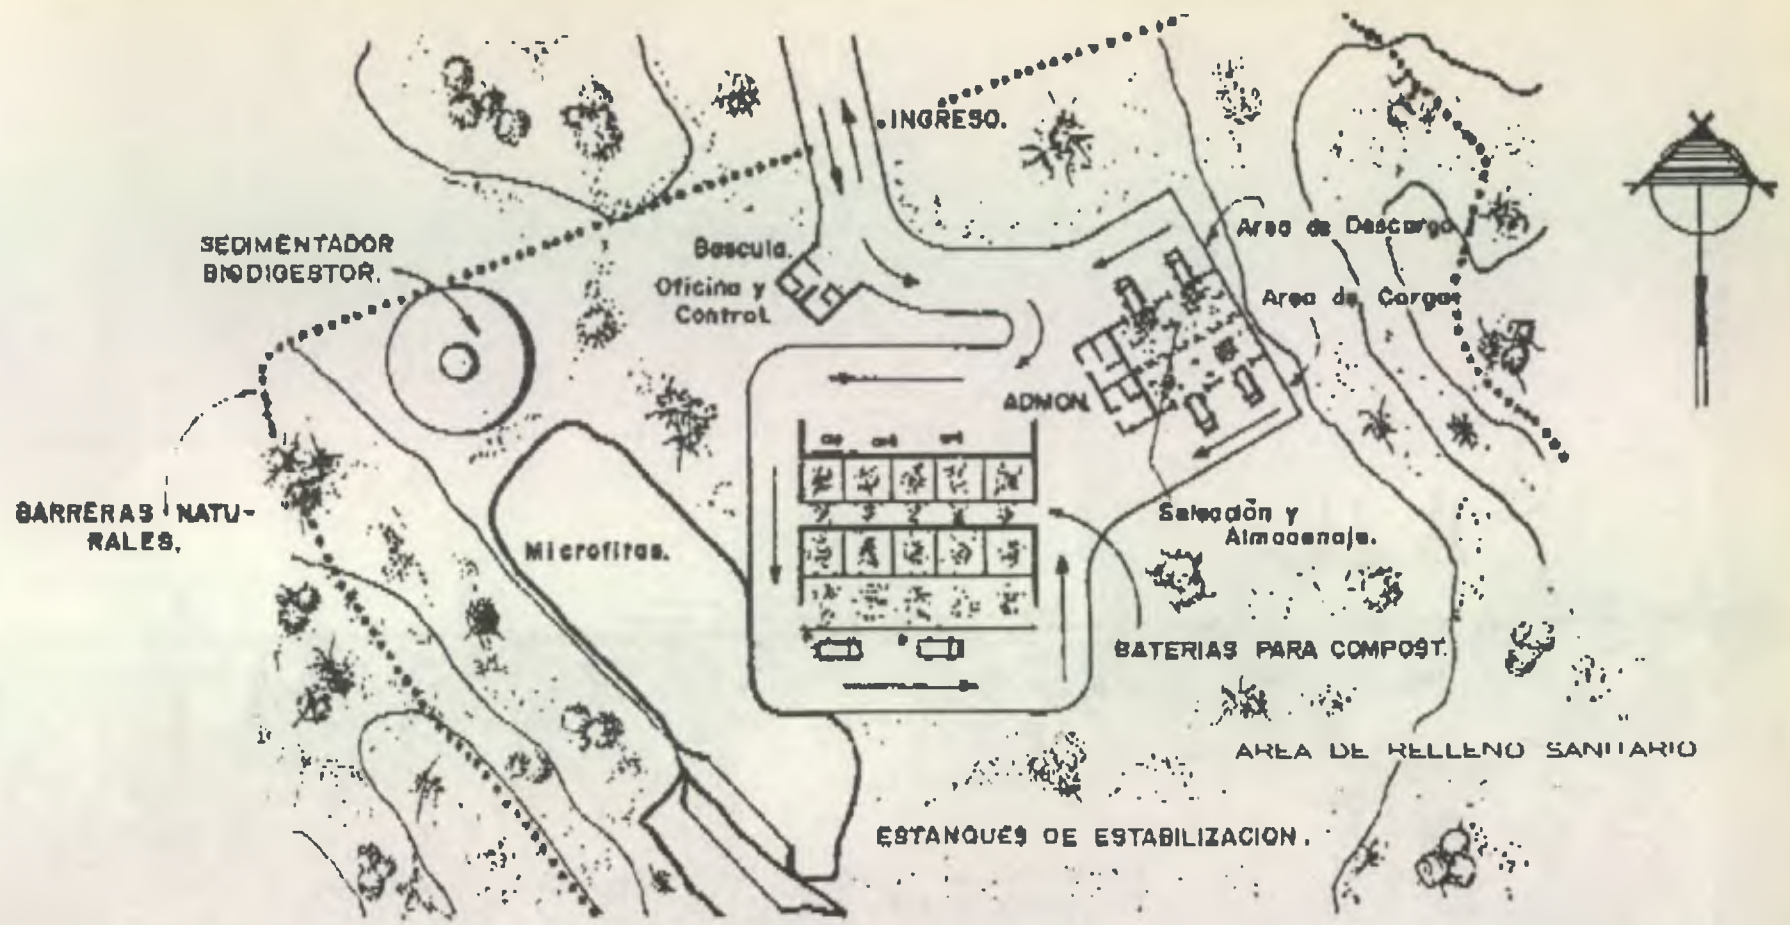 INGRESO.
SEDIMENTADOR
BIODIGESTOR.
Bascula.
Oficina y
Control.
Area de Descarga
Area de Carga
ADMON.
BARRERAS NATU-
RALES.
Microfitas.
Selección y
Almacenaje.
BATERIAS PARA COMPOST.
AREA DE RELLENO SANITARIO
ESTANQUES DE ESTABILIZACION.